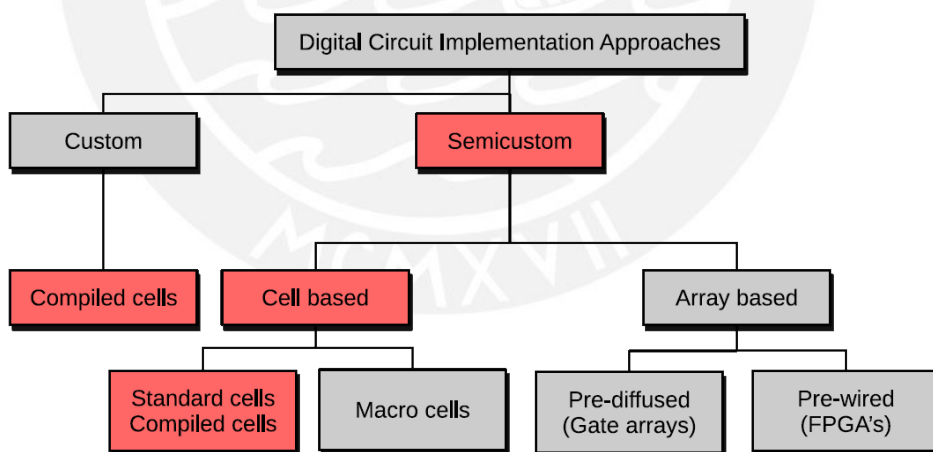 Digital Circuit Implementation Approaches
Custom
Semicustom
Compiled cells
Cell based
Array based
Standard cells
Compiled cells
Macro cells
Pre-diffused
(Gate arrays)
Pre-wired
(FPGA's)
MCMXVII